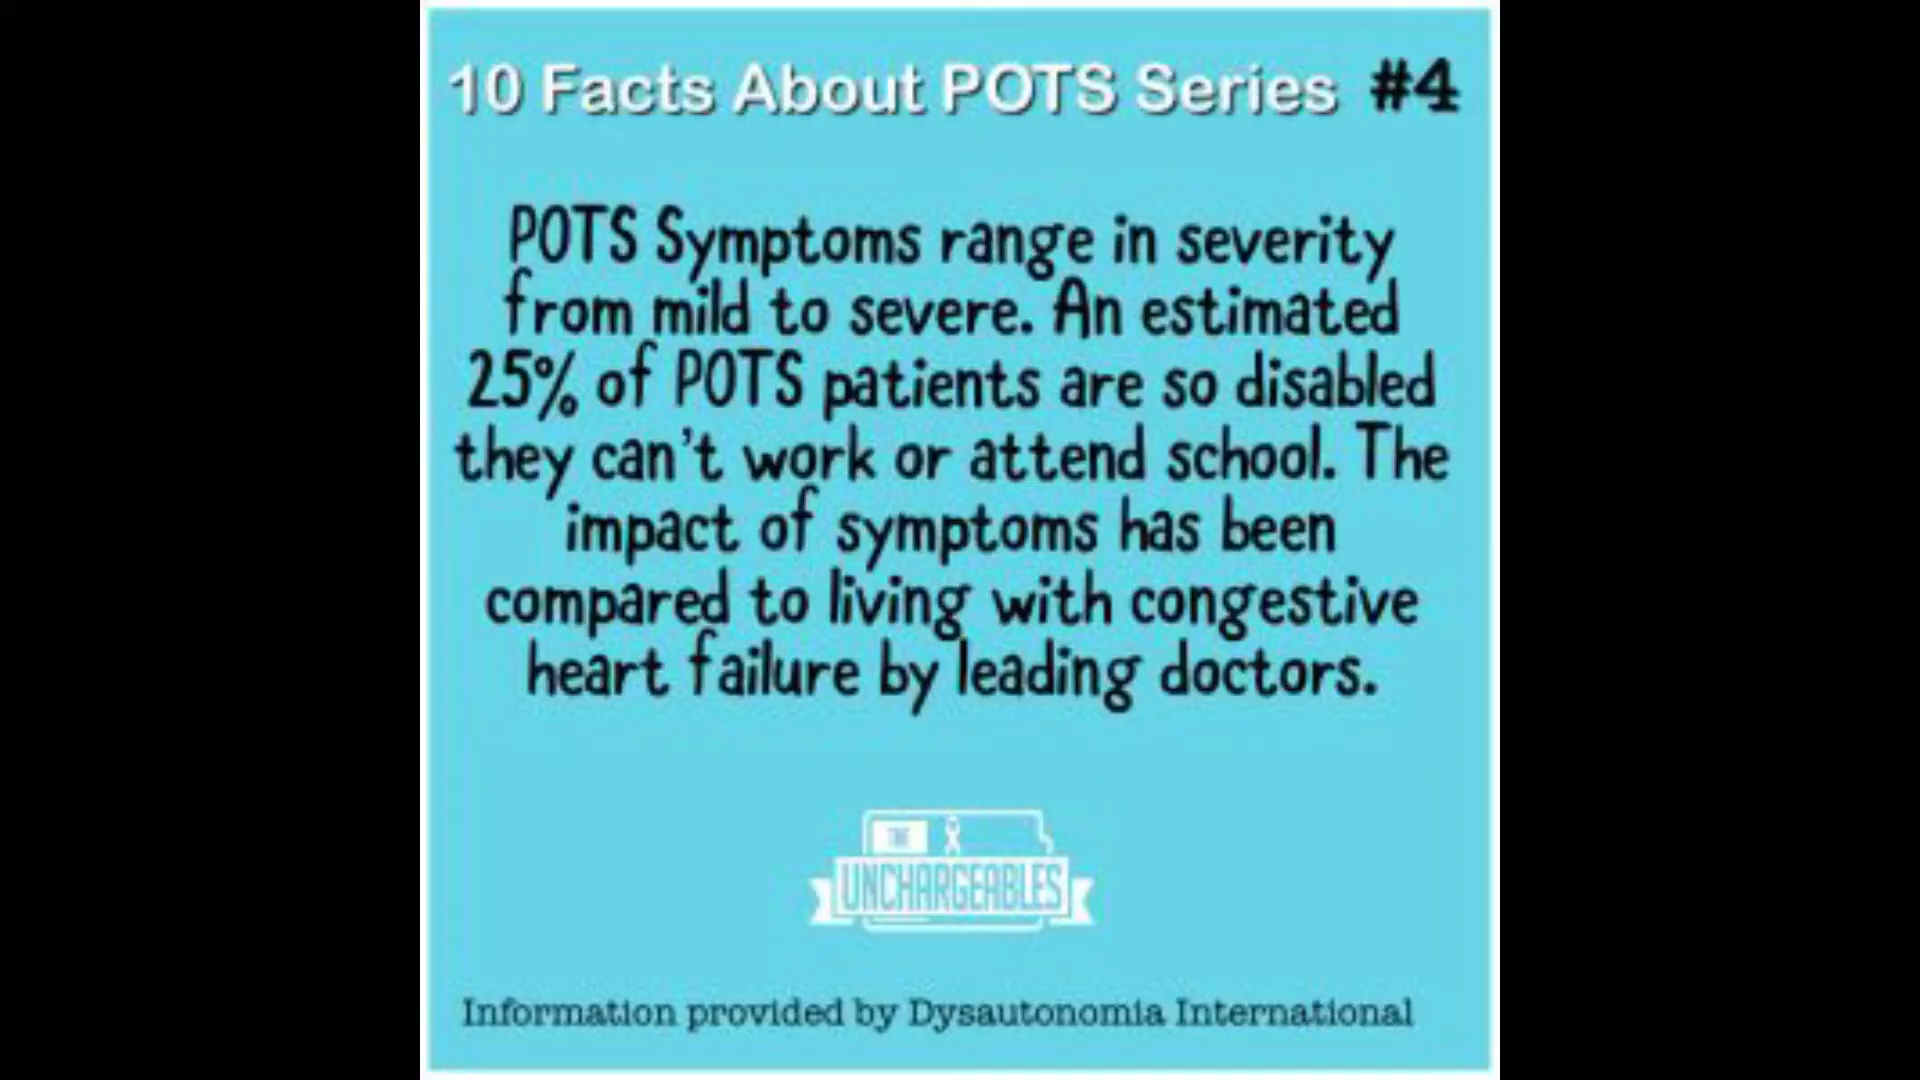 10 Facts About POTS Series #4
POTS Symptoms range in severity
from mild to severe. An estimated
25% of POTS patients are so disabled
they can't work or attend school. The
impact of symptoms has been
compared to living with congestive
heart failure by leading doctors.
THE
UNCHARGEABLES
Information provided by Dysautonomia International